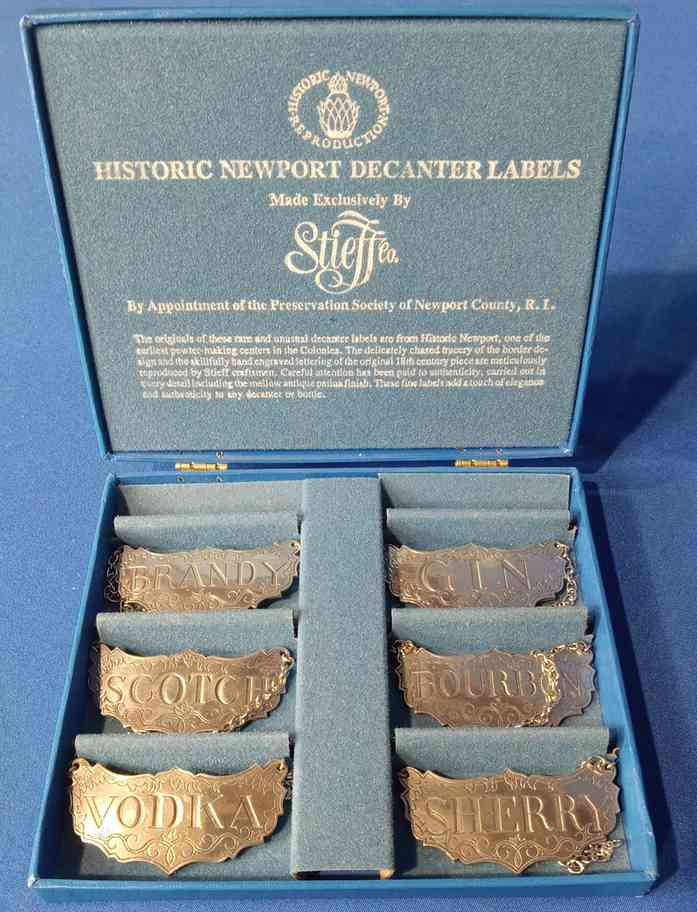 HISTORIC NEWPORT
REPRODUCTION
HISTORIC NEWPORT DECANTER LABELS
Made Exclusively By
Stieff Co.
By Appointment of the Preservation Society of Newport County, R. I.
The originals of these rare and unusual decanter labels are from Historic Newport, one of the
earliest pewter-making centers in the Colonies. The delicately chased tracery of the border de-
sign and the skillfully hand engraved lettering of the original 18th century piece are meticulously
reproduced by Stieff craftsmen. Careful attention has been paid to authenticity, carried out in
every detail including the mellow antique patina finish. These fine labels add a touch of elegance
and authenticity to any decanter or bottle.
BRANDY
GIN
SCOTCH
BOURBON
VODKA
SHERRY